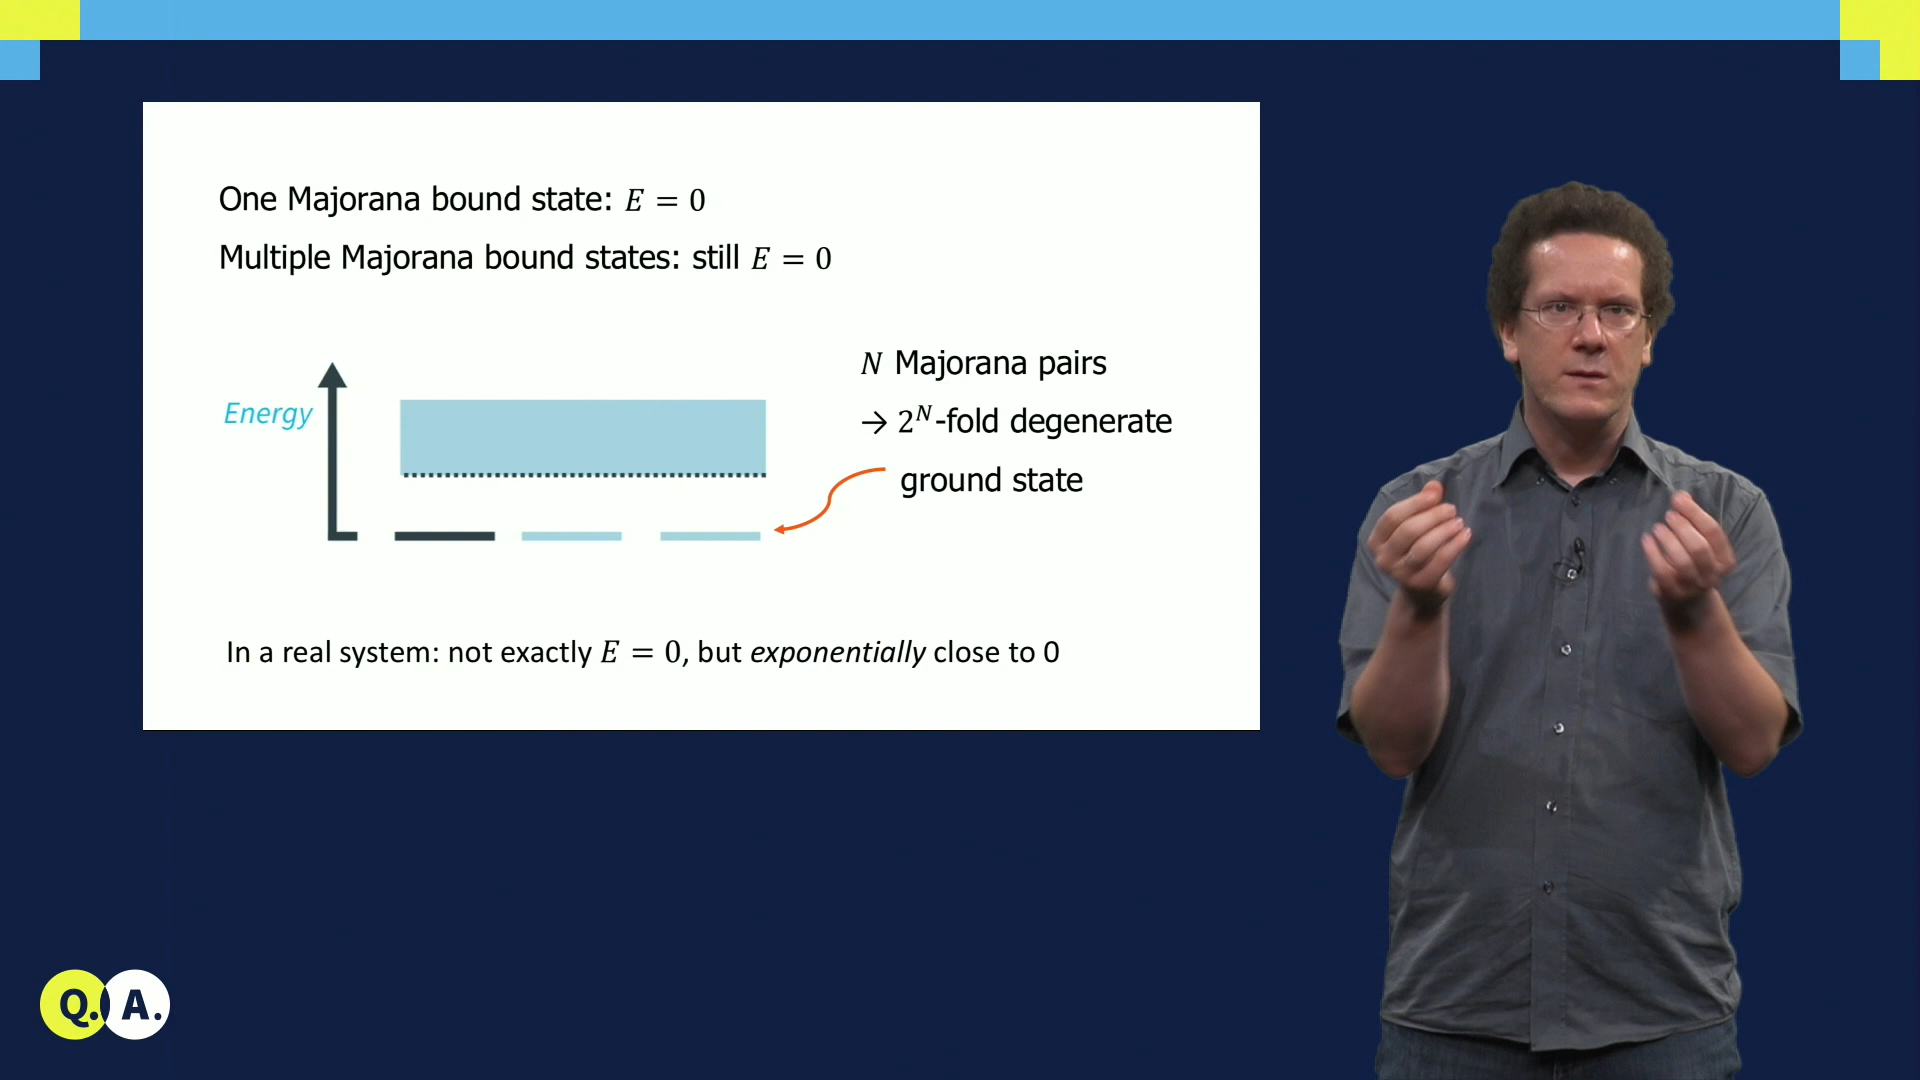 One Majorana bound state: E = 0
Multiple Majorana bound states: still E = 0
Energy
N Majorana pairs
→ 2^N-fold degenerate
ground state
In a real system: not exactly E = 0, but exponentially close to 0
Q. A.